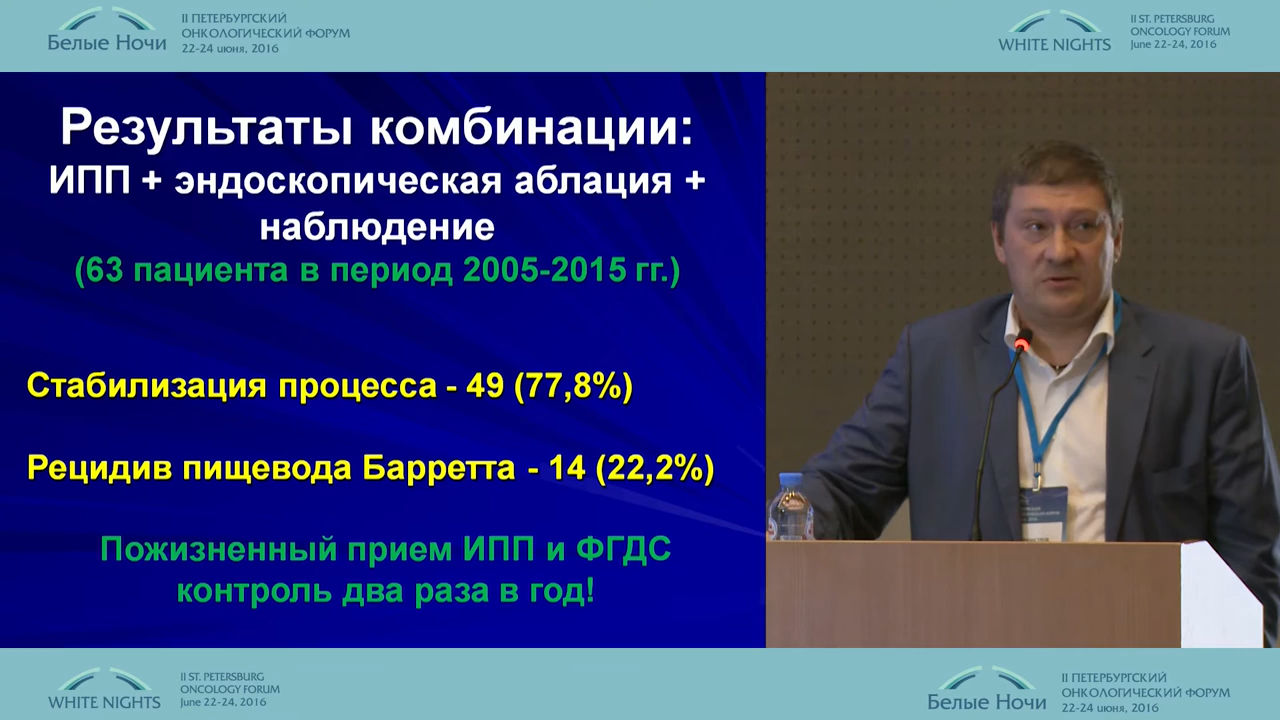 Белые Ночи
II ПЕТЕРБУРГСКИЙ
ОНКОЛОГИЧЕСКИЙ ФОРУМ
22-24 июня, 2016
WHITE NIGHTS
II ST. PETERSBURG
ONCOLOGY FORUM
June 22-24, 2016
Результаты комбинации:
ИПП + эндоскопическая аблация +
наблюдение
(63 пациента в период 2005-2015 гг.)
Стабилизация процесса - 49 (77,8%)
Рецидив пищевода Барретта - 14 (22,2%)
Пожизненный прием ИПП и ФГДС
контроль два раза в год!
WHITE NIGHTS
II ST. PETERSBURG
ONCOLOGY FORUM
June 22-24, 2016
Белые Ночи
II ПЕТЕРБУРГСКИЙ
ОНКОЛОГИЧЕСКИЙ ФОРУМ
22-24 июня, 2016